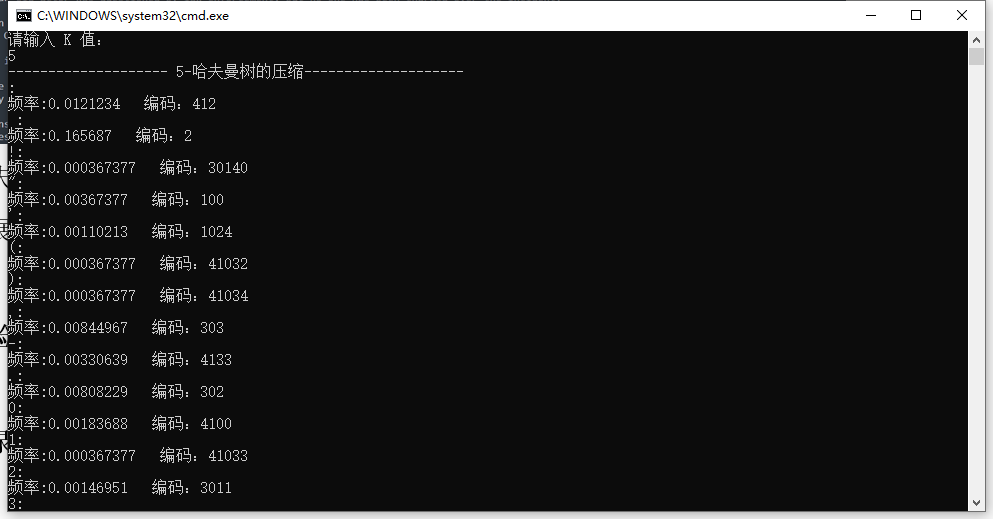 C:\WINDOWS\system32\cmd.exe
请输入 K 值:
5
-------------------- 5-哈夫曼树的压缩--------------------
:
频率:0.0121234   编码: 412
 :
频率:0.165687   编码: 2
!:
频率:0.000367377   编码: 30140
":
频率:0.00367377   编码: 100
':
频率:0.00110213   编码: 1024
(:
频率:0.000367377   编码: 41032
):
频率:0.000367377   编码: 41034
,:
频率:0.00844967   编码: 303
-:
频率:0.00330639   编码: 4133
.:
频率:0.00808229   编码: 302
0:
频率:0.00183688   编码: 4100
1:
频率:0.000367377   编码: 41033
2:
频率:0.00146951   编码: 3011
3: